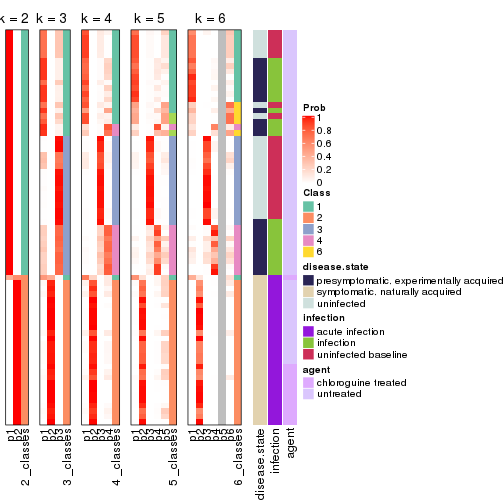 k = 2
k = 3
k = 4
k = 5
k = 6
Prob
1
0.8
0.6
0.4
0.2
0
Class
1
2
3
4
6
disease.state
presymptomatic, experimentally acquired
symptomatic, naturally acquired
uninfected
infection
acute infection
infection
uninfected baseline
agent
chloroguine treated
untreated
p1
p2
2_classes
p1
p2
p3
3_classes
p1
p2
p3
p4
4_classes
p1
p2
p3
p4
p5
5_classes
p1
p2
p3
p4
p5
p6
6_classes
disease.state
infection
agent